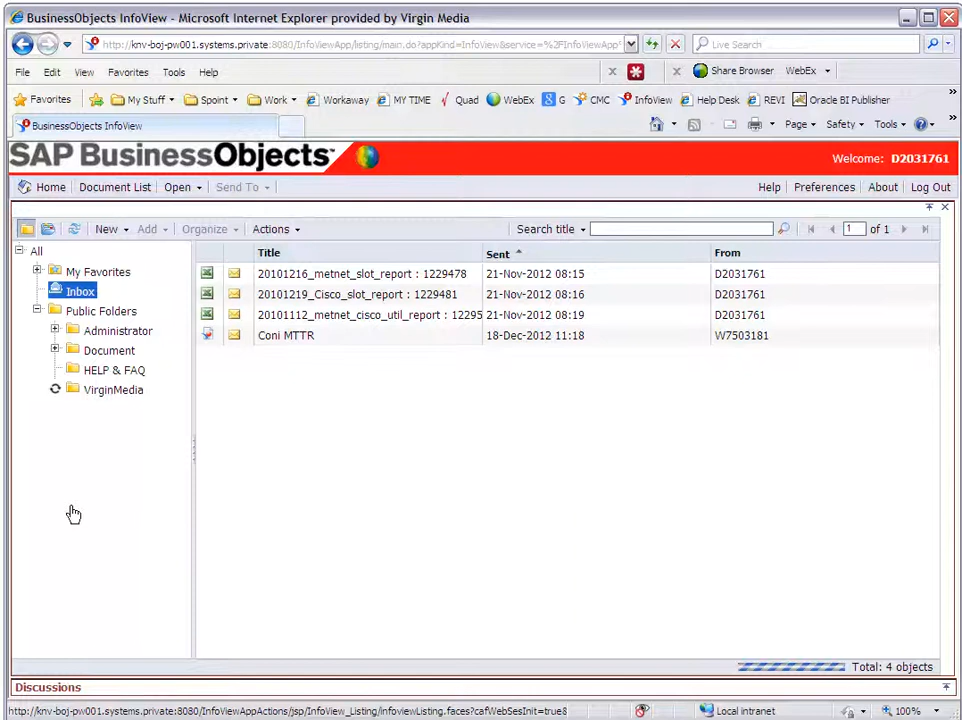 BusinessObjects InfoView - Microsoft Internet Explorer provided by Virgin Media
http://knv-boj-pw001.systems.private:8080/InfoViewApp/listing/main.do?appKind=InfoView&service=%2FInfoViewApp
Live Search
File Edit View Favorites Tools Help
Share Browser WebEx
Favorites My Stuff Spoint Work Workaway MY TIME Quad WebEx G CMC InfoView Help Desk REVI Oracle BI Publisher
BusinessObjects InfoView
Page Safety Tools
SAP BusinessObjects™
Welcome: D2031761
Home Document List Open Send To Help Preferences About Log Out
New Add Organize Actions Search title 1 of 1
All
My Favorites
Inbox
Public Folders
Administrator
Document
HELP & FAQ
VirginMedia
Title Sent From
20101216_metnet_slot_report : 1229478 21-Nov-2012 08:15 D2031761
20101219_Cisco_slot_report : 1229481 21-Nov-2012 08:16 D2031761
20101112_metnet_cisco_util_report : 12295 21-Nov-2012 08:19 D2031761
Coni MTTR 18-Dec-2012 11:18 W7503181
Total: 4 objects
Discussions
http://knv-boj-pw001.systems.private:8080/InfoViewAppActions/jsp/InfoView_Listing/infoviewListing.faces?cafWebSesInit=true& Local intranet 100%